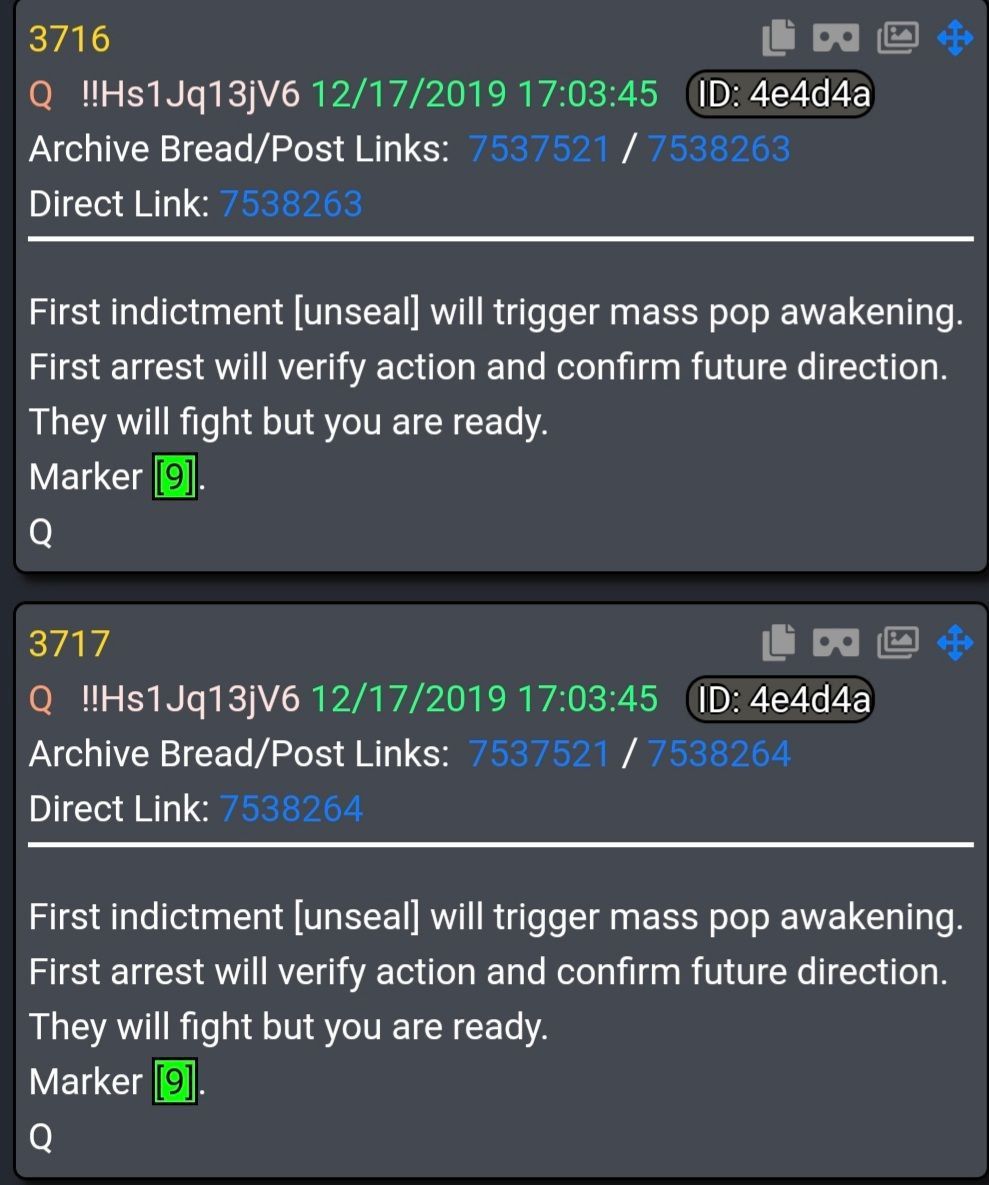 3716
Q !!Hs1Jq13jV6 12/17/2019 17:03:45 ID: 4e4d4a
Archive Bread/Post Links: 7537521 / 7538263
Direct Link: 7538263
First indictment [unseal] will trigger mass pop awakening.
First arrest will verify action and confirm future direction.
They will fight but you are ready.
Marker [9].
Q
3717
Q !!Hs1Jq13jV6 12/17/2019 17:03:45 ID: 4e4d4a
Archive Bread/Post Links: 7537521 / 7538264
Direct Link: 7538264
First indictment [unseal] will trigger mass pop awakening.
First arrest will verify action and confirm future direction.
They will fight but you are ready.
Marker [9].
Q